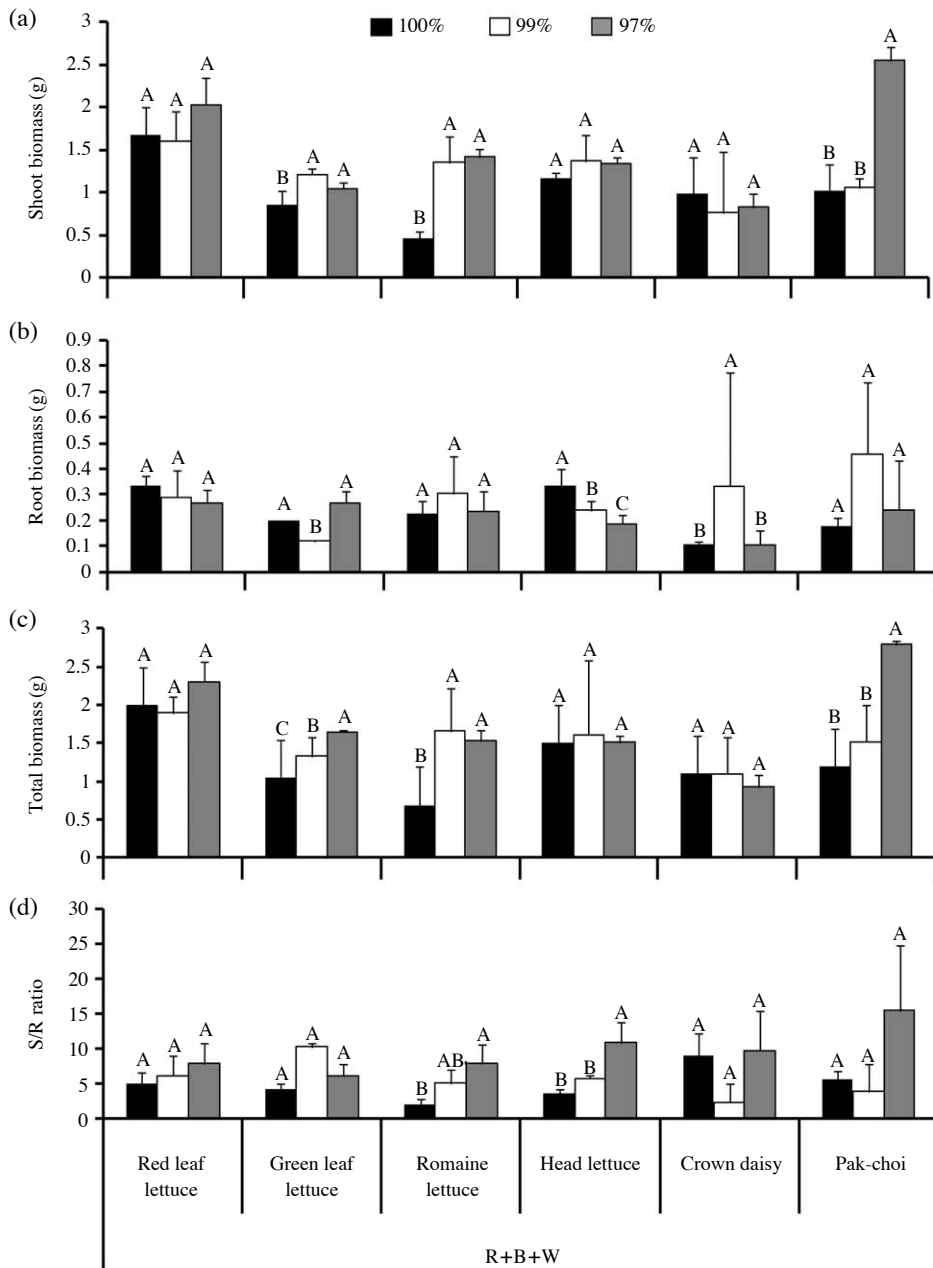 (a)
100% 99% 97%
Shoot biomass (g)
3
2.5
2
1.5
1
0.5
0
A A A B A A B A A A A A A A A B B A
(b)
Root biomass (g)
0.9
0.8
0.7
0.6
0.5
0.4
0.3
0.2
0.1
0
A A A A B A A A A A B C B A B A A A
(c)
Total biomass (g)
3
2.5
2
1.5
1
0.5
0
A A A C B A B A A A A A A A A B B A
(d)
S/R ratio
30
25
20
15
10
5
0
A A A A A A B AB A B B A A A A A A A
Red leaf lettuce
Green leaf lettuce
Romaine lettuce
Head lettuce
Crown daisy
Pak-choi
R+B+W